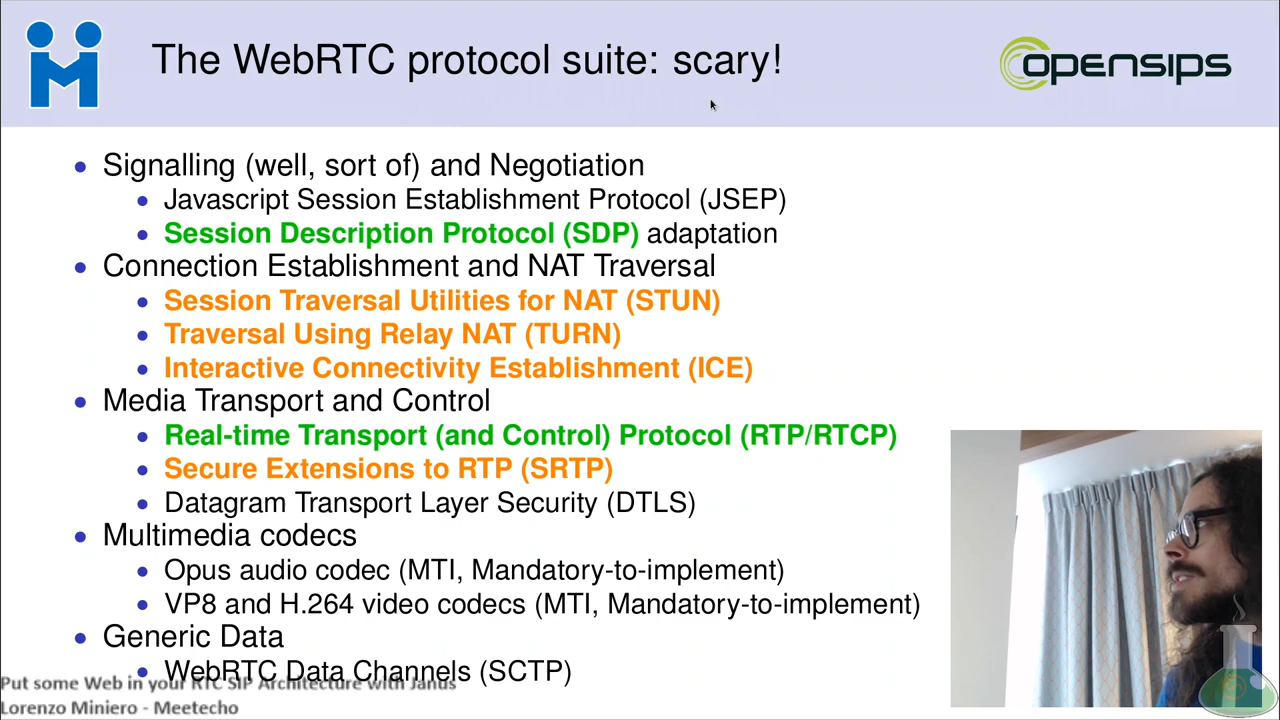 The WebRTC protocol suite: scary!
opensips
Signalling (well, sort of) and Negotiation
Javascript Session Establishment Protocol (JSEP)
Session Description Protocol (SDP) adaptation
Connection Establishment and NAT Traversal
Session Traversal Utilities for NAT (STUN)
Traversal Using Relay NAT (TURN)
Interactive Connectivity Establishment (ICE)
Media Transport and Control
Real-time Transport (and Control) Protocol (RTP/RTCP)
Secure Extensions to RTP (SRTP)
Datagram Transport Layer Security (DTLS)
Multimedia codecs
Opus audio codec (MTI, Mandatory-to-implement)
VP8 and H.264 video codecs (MTI, Mandatory-to-implement)
Generic Data
WebRTC Data Channels (SCTP)
Put some Web in your RTC SIP Architecture with Janus
Lorenzo Miniero - Meetecho